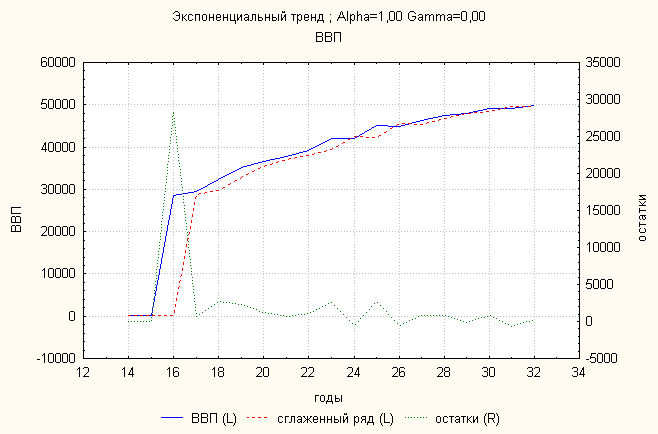 Экспоненциальный тренд ; Alpha=1,00 Gamma=0,00
ВВП
60000
50000
40000
30000
20000
10000
0
-10000
ВВП
35000
30000
25000
20000
15000
10000
5000
0
-5000
остатки
12 14 16 18 20 22 24 26 28 30 32 34
годы
ВВП (L) сглаженный ряд (L) остатки (R)